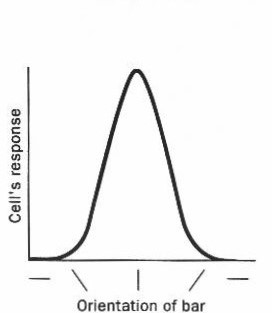 Cell's response
Orientation of bar